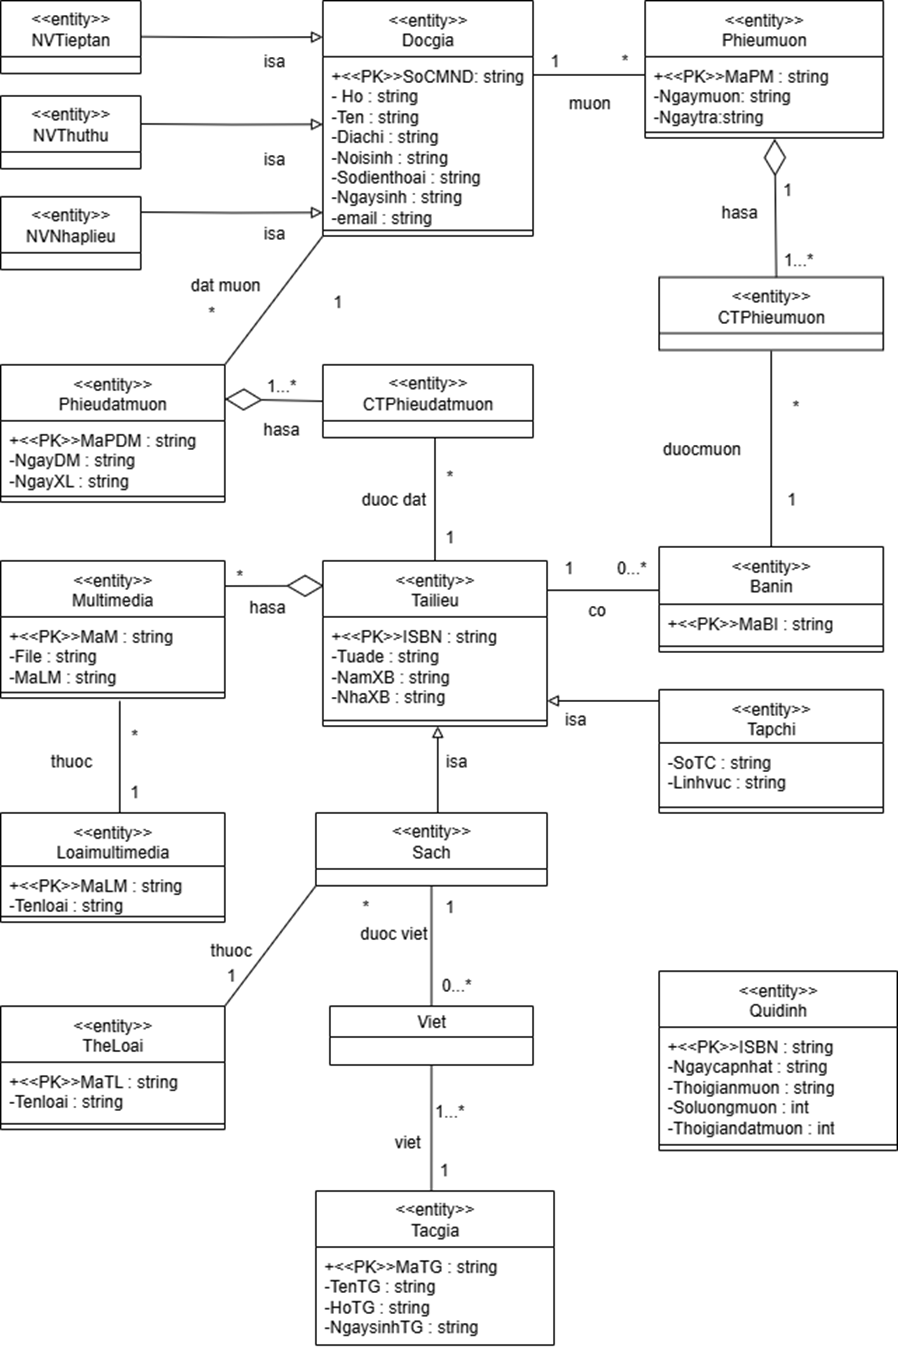 <<entity>>
NVTieptan
isa
<<entity>>
NVThuthu
isa
<<entity>>
NVNhaplieu
isa
<<entity>>
Docgia
+<<PK>>SoCMND: string
- Ho : string
-Ten : string
-Diachi : string
-Noisinh : string
-Sodienthoai : string
-Ngaysinh : string
-email : string
1
*
muon
<<entity>>
Phieumuon
+<<PK>>MaPM : string
-Ngaymuon: string
-Ngaytra:string
1
hasa
1...*
<<entity>>
CTPhieumuon
dat muon
*
1
<<entity>>
Phieudatmuon
+<<PK>>MaPDM : string
-NgayDM : string
-NgayXL : string
1...*
hasa
<<entity>>
CTPhieudatmuon
*
duoc dat
1
*
duocmuon
1
<<entity>>
Multimedia
+<<PK>>MaM : string
-File : string
-MaLM : string
*
hasa
<<entity>>
Tailieu
+<<PK>>ISBN : string
-Tuade : string
-NamXB : string
-NhaXB : string
1
0...*
co
<<entity>>
Banin
+<<PK>>MaBI : string
isa
<<entity>>
Tapchi
-SoTC : string
-Linhvuc : string
*
thuoc
1
isa
<<entity>>
Loaimultimedia
+<<PK>>MaLM : string
-Tenloai : string
<<entity>>
Sach
*
thuoc
1
1
duoc viet
0...*
<<entity>>
TheLoai
+<<PK>>MaTL : string
-Tenloai : string
Viet
<<entity>>
Quidinh
+<<PK>>ISBN : string
-Ngaycapnhat : string
-Thoigianmuon : string
-Soluongmuon : int
-Thoigiandatmuon : int
1...*
viet
1
<<entity>>
Tacgia
+<<PK>>MaTG : string
-TenTG : string
-HoTG : string
-NgaysinhTG : string